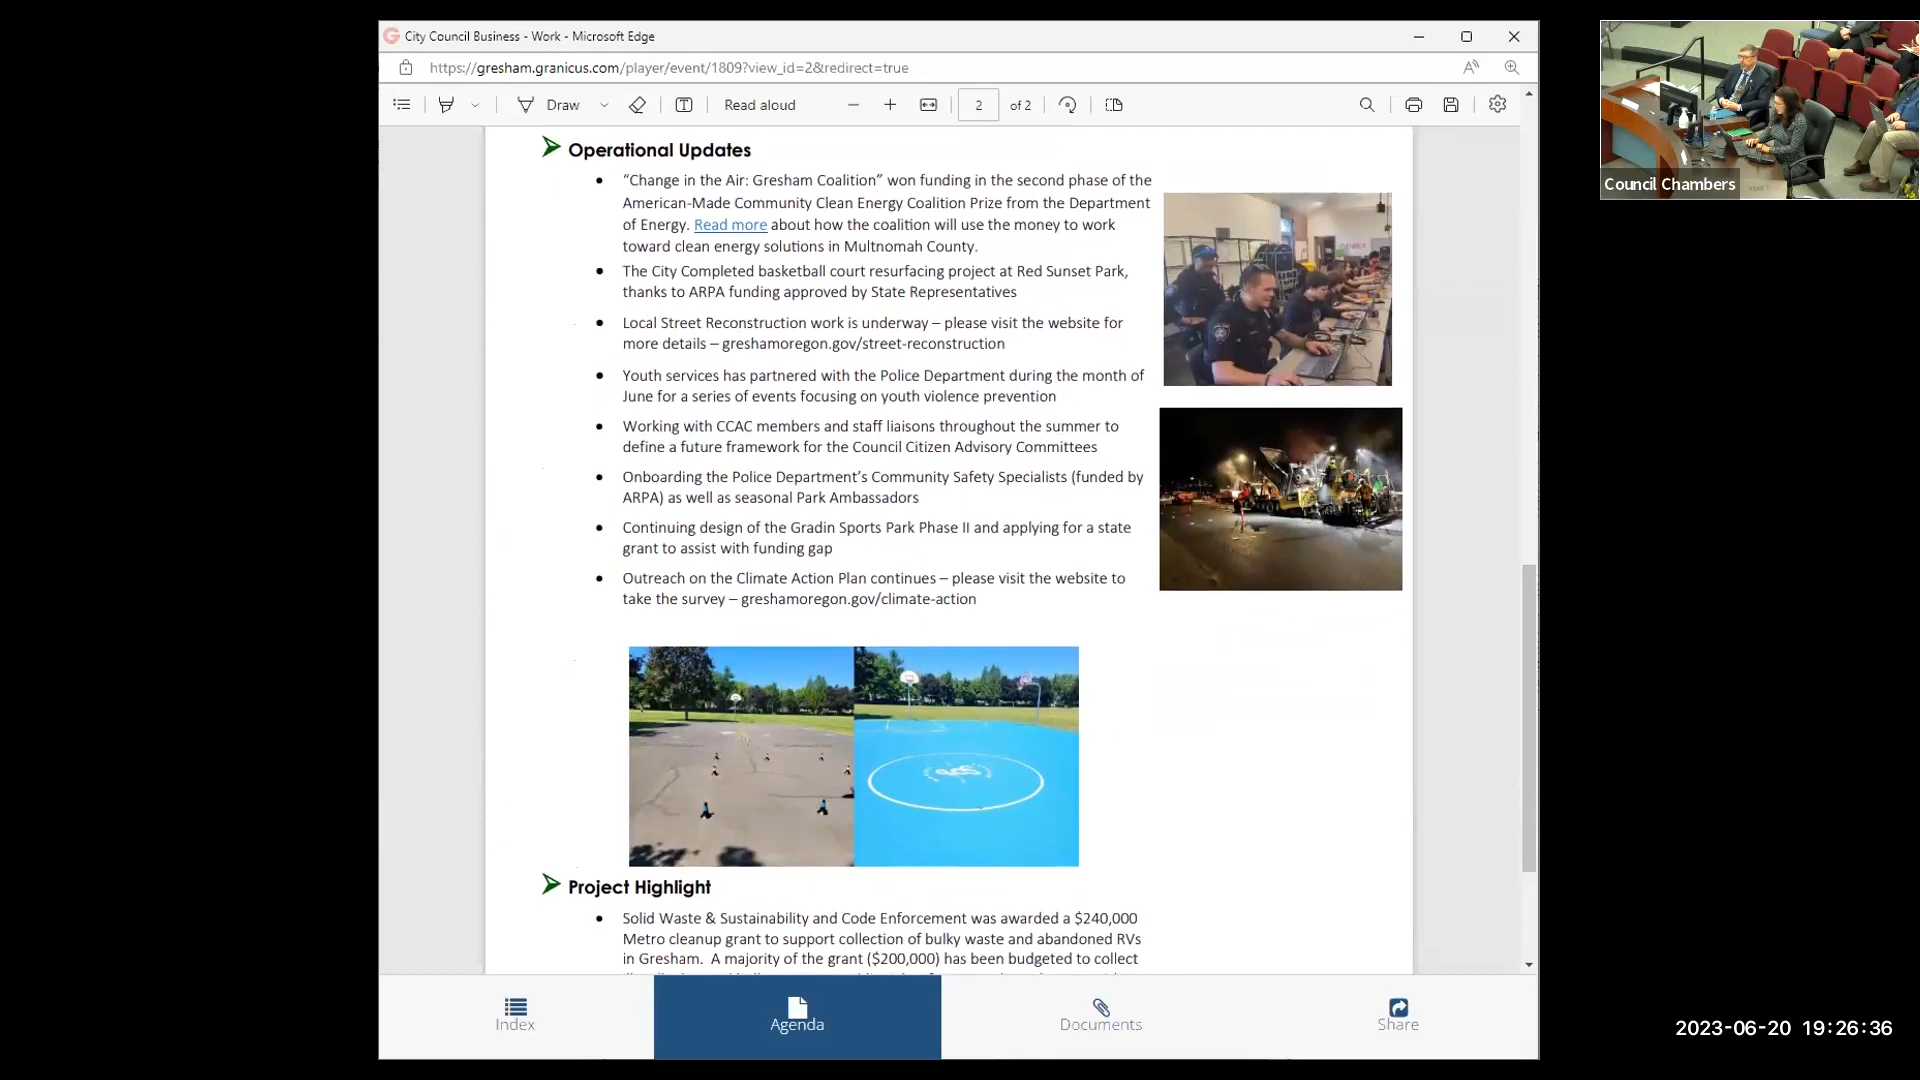 City Council Business - Work - Microsoft Edge
https://gresham.granicus.com/player/event/1809?view_id=2&redirect=true
Draw
Read aloud
2
of 2
Operational Updates
• “Change in the Air: Gresham Coalition” won funding in the second phase of the
American-Made Community Clean Energy Coalition Prize from the Department
of Energy. Read more about how the coalition will use the money to work
toward clean energy solutions in Multnomah County.
• The City Completed basketball court resurfacing project at Red Sunset Park,
thanks to ARPA funding approved by State Representatives
• Local Street Reconstruction work is underway – please visit the website for
more details – greshamoregon.gov/street-reconstruction
• Youth services has partnered with the Police Department during the month of
June for a series of events focusing on youth violence prevention
• Working with CCAC members and staff liaisons throughout the summer to
define a future framework for the Council Citizen Advisory Committees
• Onboarding the Police Department’s Community Safety Specialists (funded by
ARPA) as well as seasonal Park Ambassadors
• Continuing design of the Gradin Sports Park Phase II and applying for a state
grant to assist with funding gap
• Outreach on the Climate Action Plan continues – please visit the website to
take the survey – greshamoregon.gov/climate-action
Project Highlight
• Solid Waste & Sustainability and Code Enforcement was awarded a $240,000
Metro cleanup grant to support collection of bulky waste and abandoned RVs
in Gresham. A majority of the grant ($200,000) has been budgeted to collect
Index
Agenda
Documents
Share
Council Chambers
2023-06-20 19:26:36